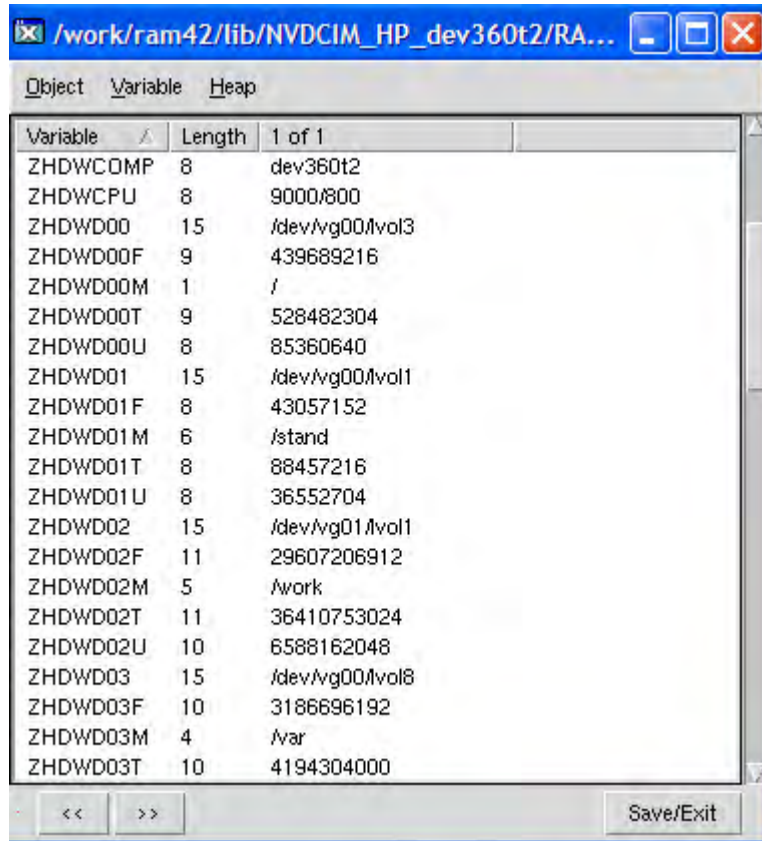 /work/ram42/lib/NVDCIM_HP_dev360t2/RA...
Object Variable Heap
Variable Length 1 of 1
ZHDWCOMP 8 dev360t2
ZHDWCPU 8 9000/800
ZHDWD00 15 /dev/vg00/lvol3
ZHDWD00F 9 439689216
ZHDWD00M 1 /
ZHDWD00T 9 528482304
ZHDWD00U 8 85360640
ZHDWD01 15 /dev/vg00/lvol1
ZHDWD01F 8 43057152
ZHDWD01M 6 /stand
ZHDWD01T 8 88457216
ZHDWD01U 8 36552704
ZHDWD02 15 /dev/vg01/lvol1
ZHDWD02F 11 29607206912
ZHDWD02M 5 /work
ZHDWD02T 11 36410753024
ZHDWD02U 10 6588162048
ZHDWD03 15 /dev/vg00/lvol8
ZHDWD03F 10 3186696192
ZHDWD03M 4 /var
ZHDWD03T 10 4194304000
<< >> Save/Exit